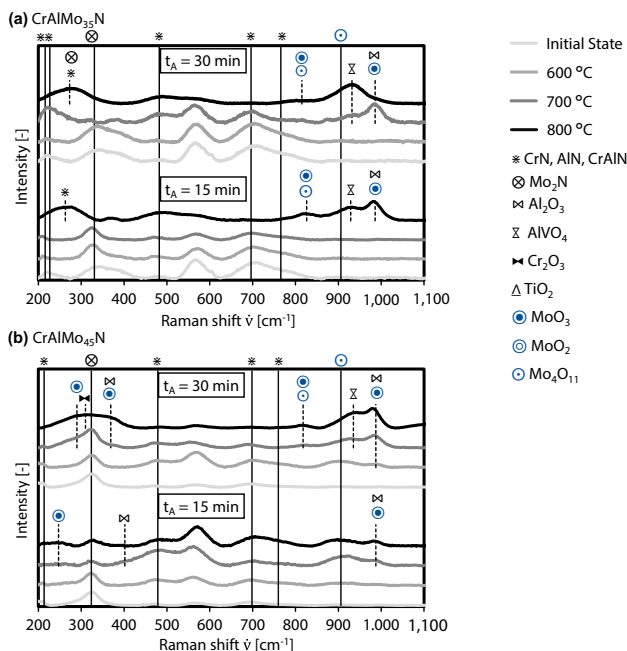 (a) CrAlMo35N
tA = 30 min
tA = 15 min
Intensity [-]
200 300 400 500 600 700 800 900 1,000 1,100
Raman shift v̇ [cm-1]
(b) CrAlMo45N
tA = 30 min
tA = 15 min
Intensity [-]
200 300 400 500 600 700 800 900 1.000 1,100
Raman shift v̇ [cm-1]
Initial State
600 °C
700 °C
800 °C
CrN, AlN, CrAlN
Mo2N
Al2O3
AlVO4
Cr2O3
TiO2
MoO3
MoO2
Mo4O11